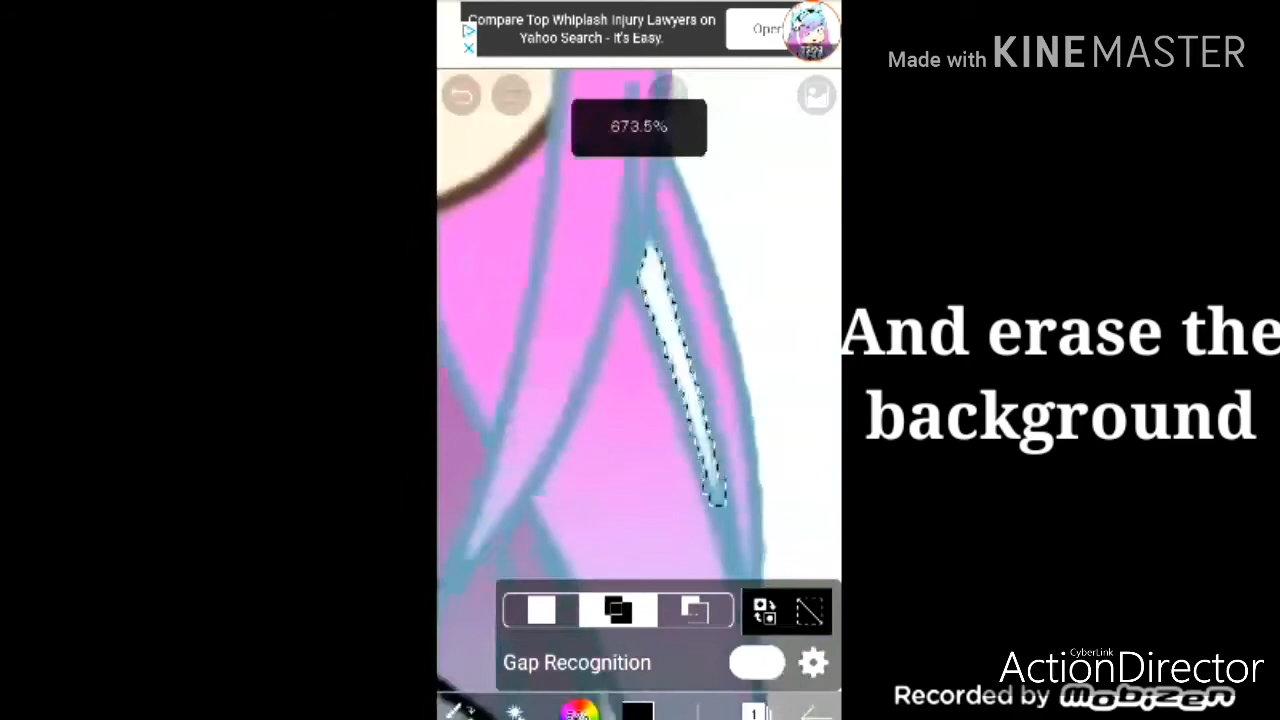 Compare Top Whiplash Injury Lawyers on
Yahoo Search - It's Easy.
Made with KINEMASTER
673.5%
And erase the
background
Gap Recognition
1
CyberLink
ActionDirector
Recorded by mobizen